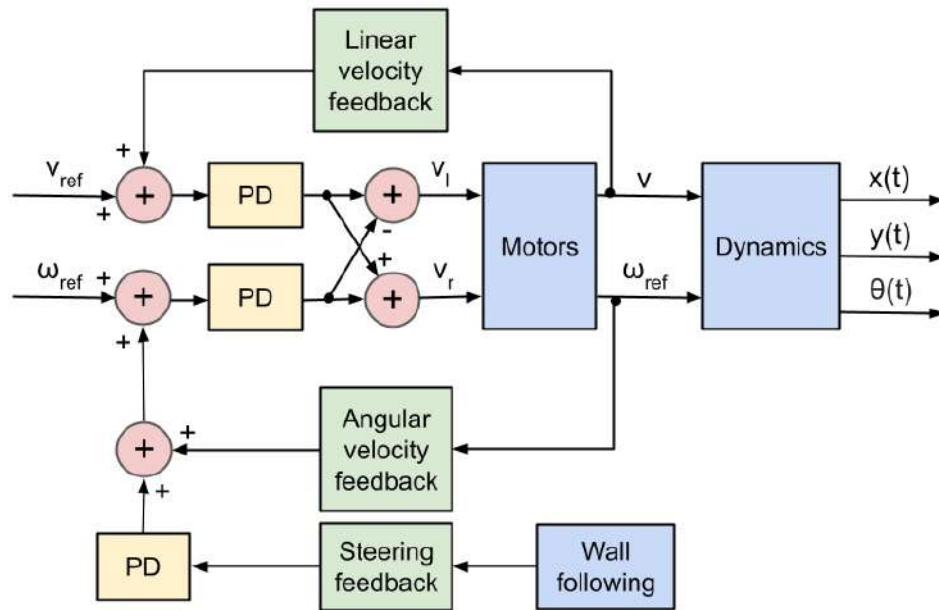 Linear
velocity
feedback
+
v_ref
+
+
PD
+
-
v_l
Motors
v
Dynamics
x(t)
y(t)
θ(t)
ω_ref
+
+
PD
+
+
v_r
ω_ref
+
+
+
Angular
velocity
feedback
+
PD
Steering
feedback
Wall
following